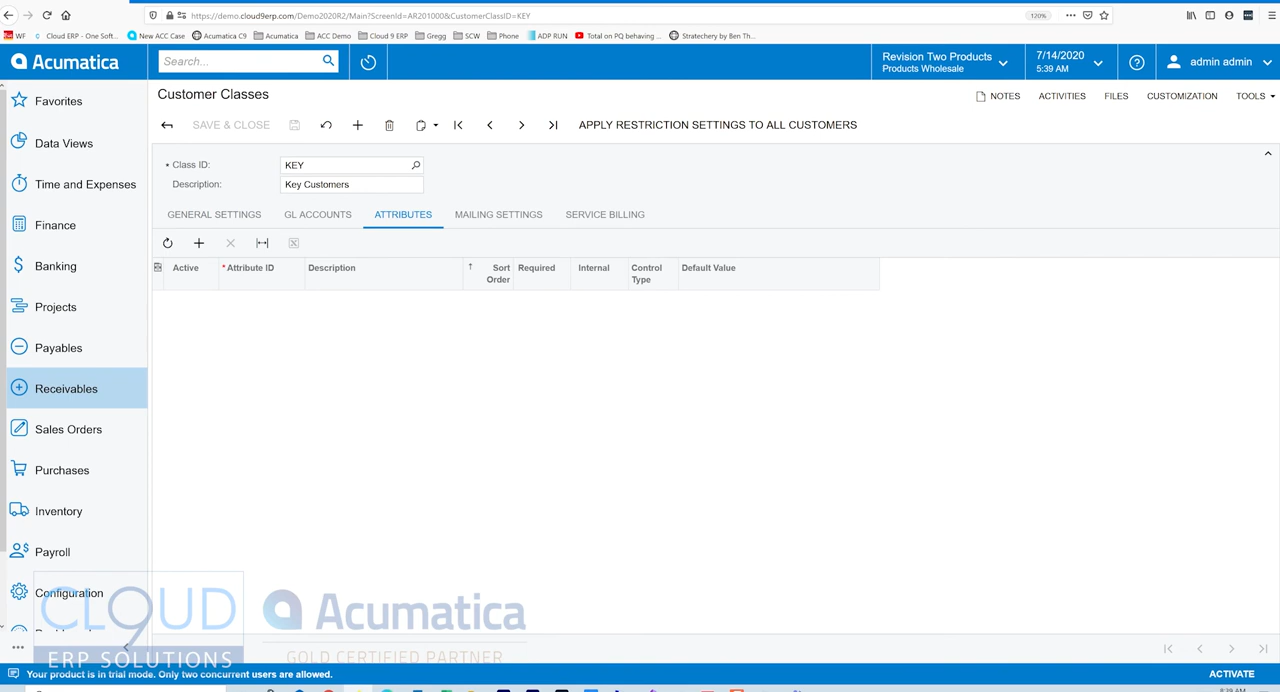 https://demo.cloud9erp.com/Demo2020R2/Main?ScreenId=AR201000&CustomerClassID=KEY
120%
WF
Cloud ERP - One Soft...
New ACC Case
Acumatica C9
Acumatica
ACC Demo
Cloud 9 ERP
Gregg
SCW
Phone
ADP RUN
Total on PQ behaving ...
Stratechery by Ben Th...
Acumatica
Search...
Revision Two Products
Products Wholesale
7/14/2020
5:39 AM
admin admin
Favorites
Data Views
Time and Expenses
Finance
Banking
Projects
Payables
Receivables
Sales Orders
Purchases
Inventory
Payroll
Configuration
Customer Classes
NOTES
ACTIVITIES
FILES
CUSTOMIZATION
TOOLS
SAVE & CLOSE
APPLY RESTRICTION SETTINGS TO ALL CUSTOMERS
Class ID:
KEY
Description:
Key Customers
GENERAL SETTINGS
GL ACCOUNTS
ATTRIBUTES
MAILING SETTINGS
SERVICE BILLING
Active
* Attribute ID
Description
Sort Order
Required
Internal
Control Type
Default Value
CL9UD
ERP SOLUTIONS
Acumatica
GOLD CERTIFIED PARTNER
Your product is in trial mode. Only two concurrent users are allowed.
ACTIVATE